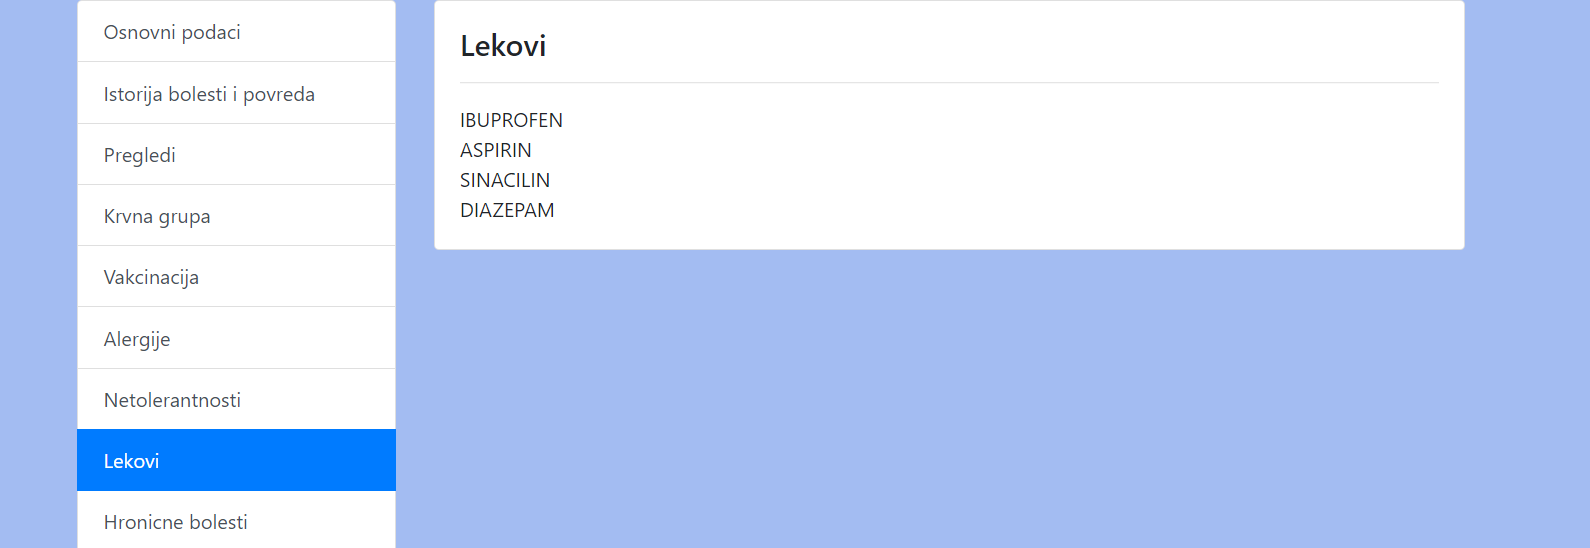 Osnovni podaci
Istorija bolesti i povreda
Pregledi
Krvna grupa
Vakcinacija
Alergije
Netolerantnosti
Lekovi
Hronicne bolesti
Lekovi
IBUPROFEN
ASPIRIN
SINACILIN
DIAZEPAM